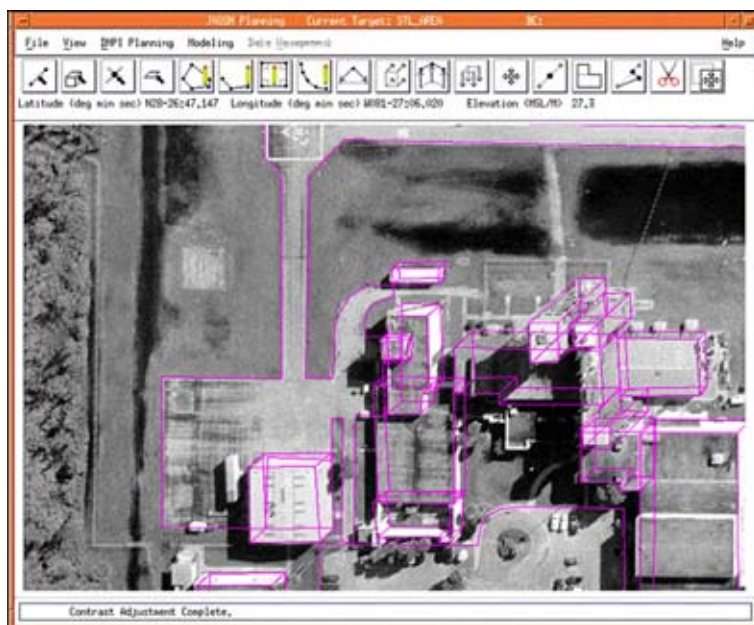 JADSM Planning Current Target: STL_AREA BE:
File View DMPI Planning Modeling Data Management Help
Latitude (deg min sec) N28-26:47.147 Longitude (deg min sec) W081-27:06.020 Elevation (MSL/M) 27.3
Contrast Adjustment Complete.